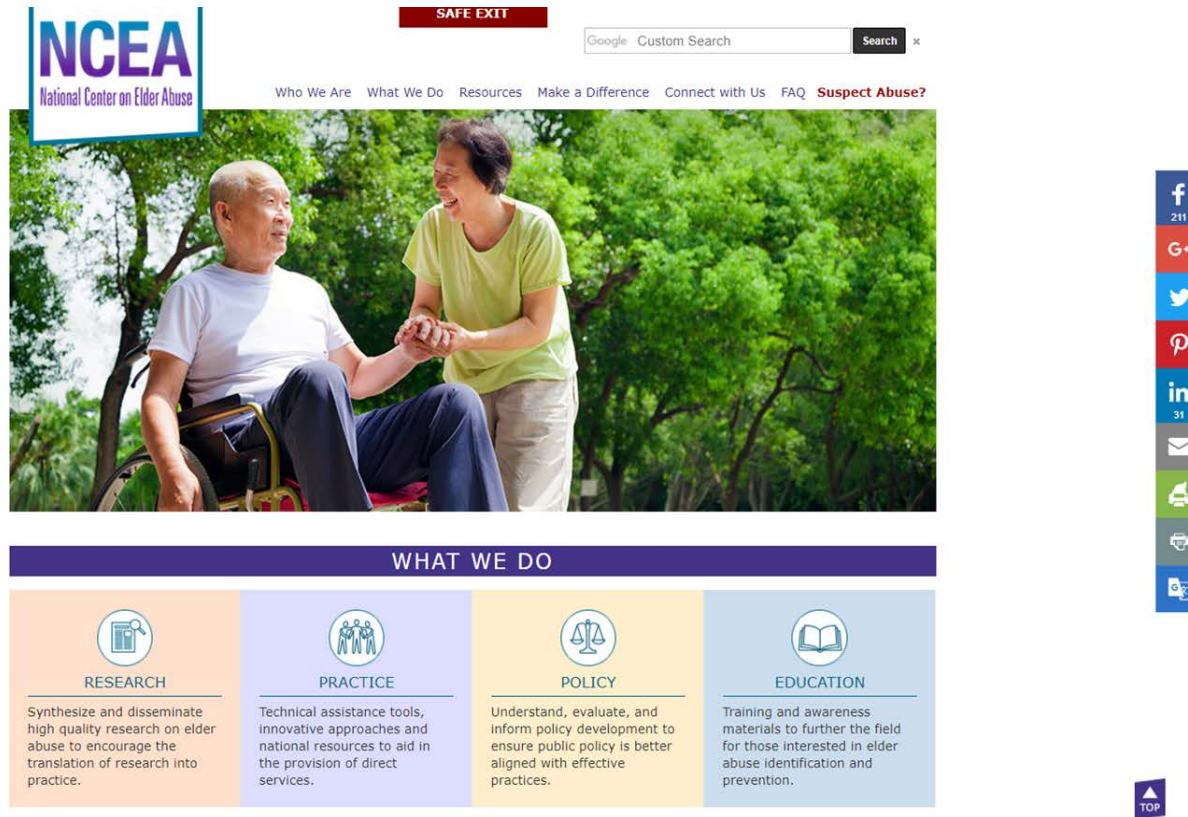 SAFE EXIT
NCEA
National Center on Elder Abuse
Google Custom Search
Search
x
Who We Are
What We Do
Resources
Make a Difference
Connect with Us
FAQ
Suspect Abuse?
f
211
G+
in
31
WHAT WE DO
RESEARCH
Synthesize and disseminate
high quality research on elder
abuse to encourage the
translation of research into
practice.
PRACTICE
Technical assistance tools,
innovative approaches and
national resources to aid in
the provision of direct
services.
POLICY
Understand, evaluate, and
inform policy development to
ensure public policy is better
aligned with effective
practices.
EDUCATION
Training and awareness
materials to further the field
for those interested in elder
abuse identification and
prevention.
TOP